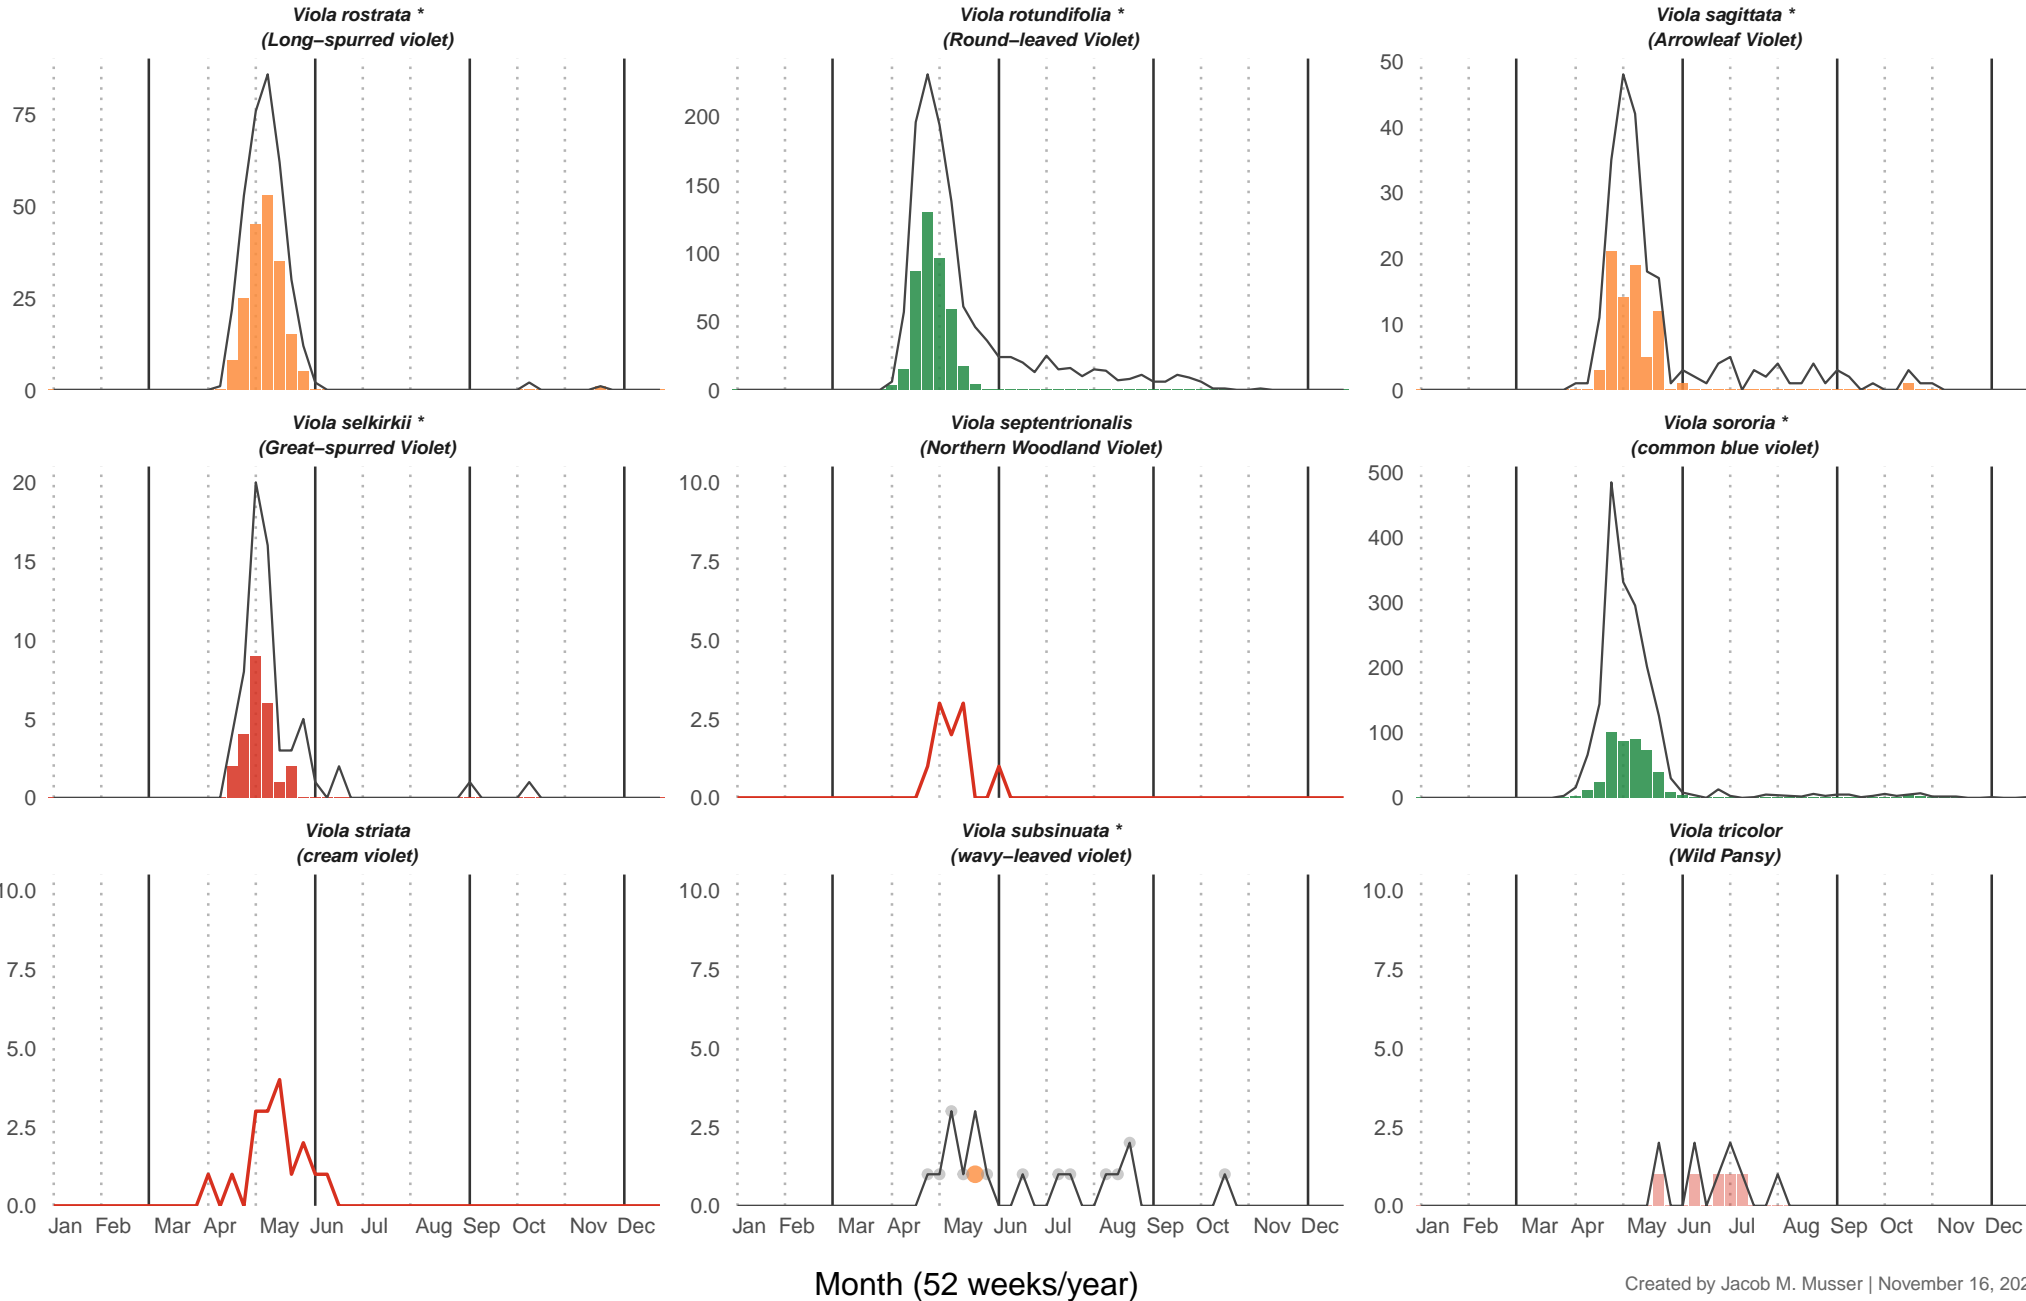 Viola rostrata *
(Long–spurred violet)
Viola rotundifolia *
(Round–leaved Violet)
Viola sagittata *
(Arrowleaf Violet)
75
50
25
0
200
150
100
50
0
50
40
30
20
10
0
Viola selkirkii *
(Great–spurred Violet)
Viola septentrionalis
(Northern Woodland Violet)
Viola sororia *
(common blue violet)
20
15
10
5
0
10.0
7.5
5.0
2.5
0.0
500
400
300
200
100
0
Viola striata
(cream violet)
Viola subsinuata *
(wavy–leaved violet)
Viola tricolor
(Wild Pansy)
10.0
7.5
5.0
2.5
0.0
10.0
7.5
5.0
2.5
0.0
10.0
7.5
5.0
2.5
0.0
Jan Feb Mar Apr May Jun Jul Aug Sep Oct Nov Dec
Jan Feb Mar Apr May Jun Jul Aug Sep Oct Nov Dec
Jan Feb Mar Apr May Jun Jul Aug Sep Oct Nov Dec
Month (52 weeks/year)
Created by Jacob M. Musser | November 16, 202